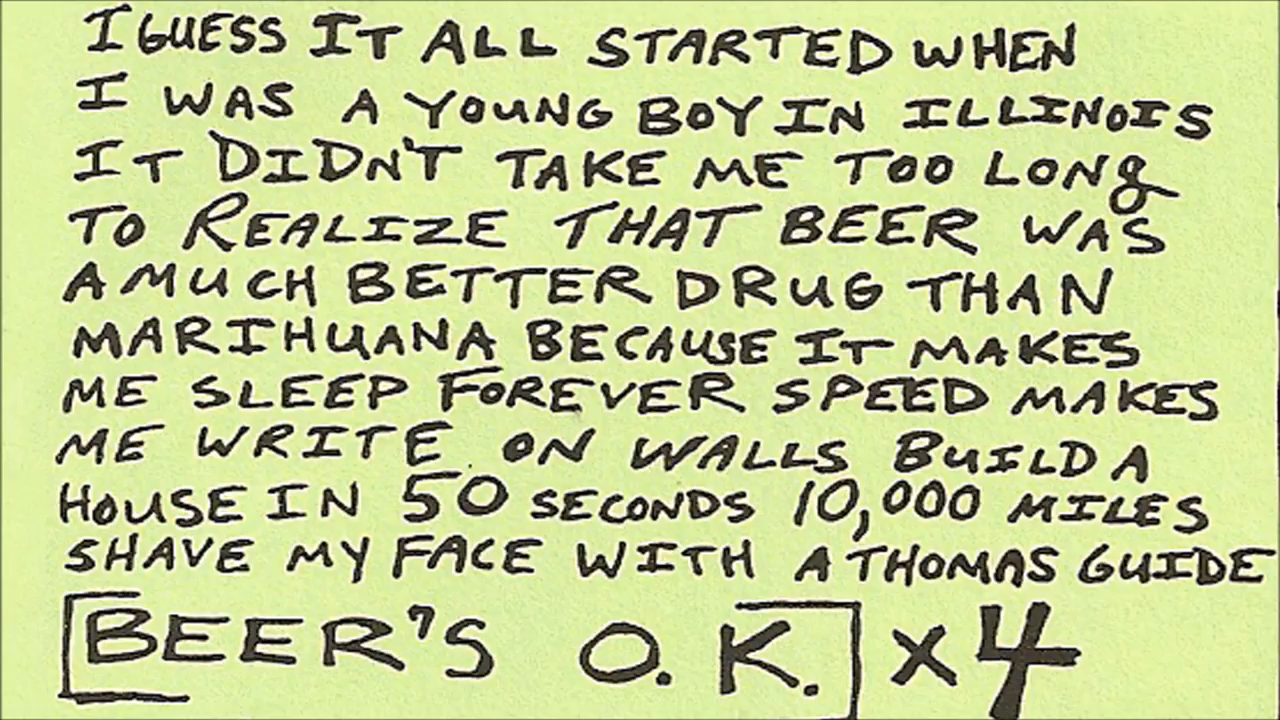 I GUESS IT ALL STARTED WHEN
I WAS A YOUNG BOY IN ILLINOIS
IT DIDN'T TAKE ME TOO LONG
TO REALIZE THAT BEER WAS
A MUCH BETTER DRUG THAN
MARIHUANA BECAUSE IT MAKES
ME SLEEP FOREVER SPEED MAKES
ME WRITE ON WALLS BUILD A
HOUSE IN 50 SECONDS 10,000 MILES
SHAVE MY FACE WITH A THOMAS GUIDE
[BEER'S O.K.] x4